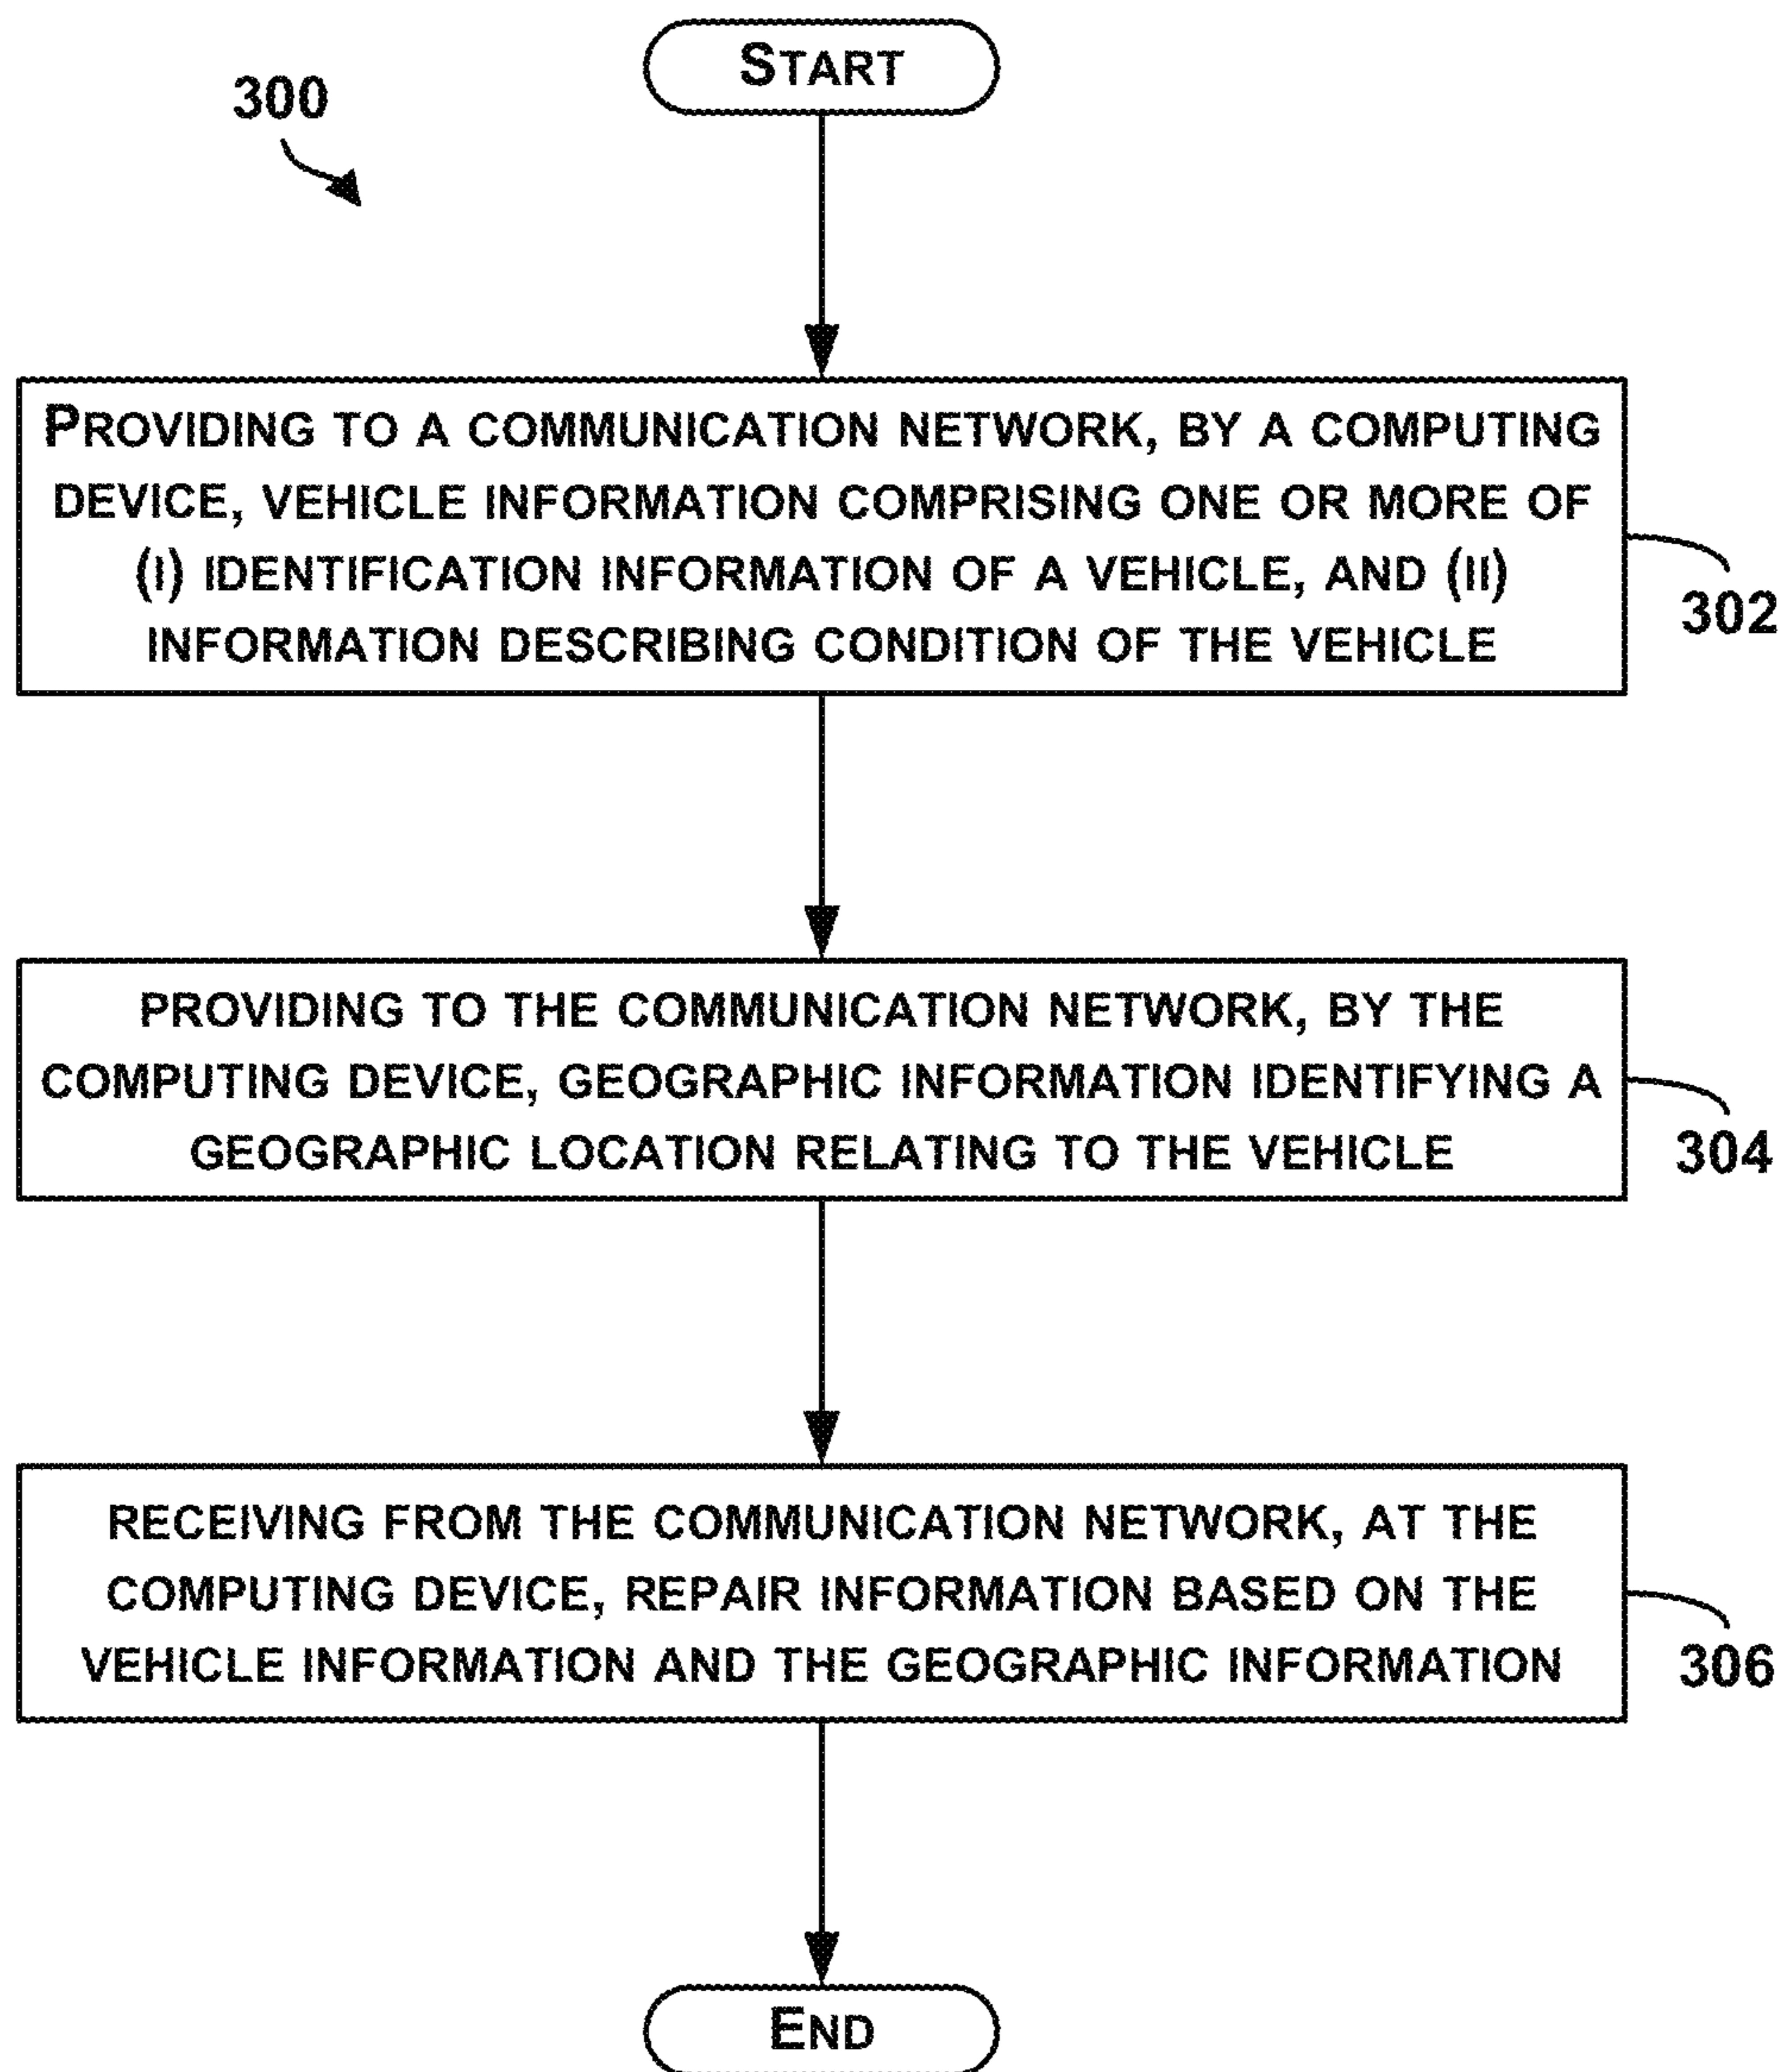 START
300
PROVIDING TO A COMMUNICATION NETWORK, BY A COMPUTING
DEVICE, VEHICLE INFORMATION COMPRISING ONE OR MORE OF
(I) IDENTIFICATION INFORMATION OF A VEHICLE, AND (II)
INFORMATION DESCRIBING CONDITION OF THE VEHICLE
302
PROVIDING TO THE COMMUNICATION NETWORK, BY THE
COMPUTING DEVICE, GEOGRAPHIC INFORMATION IDENTIFYING A
GEOGRAPHIC LOCATION RELATING TO THE VEHICLE
304
RECEIVING FROM THE COMMUNICATION NETWORK, AT THE
COMPUTING DEVICE, REPAIR INFORMATION BASED ON THE
VEHICLE INFORMATION AND THE GEOGRAPHIC INFORMATION
306
END